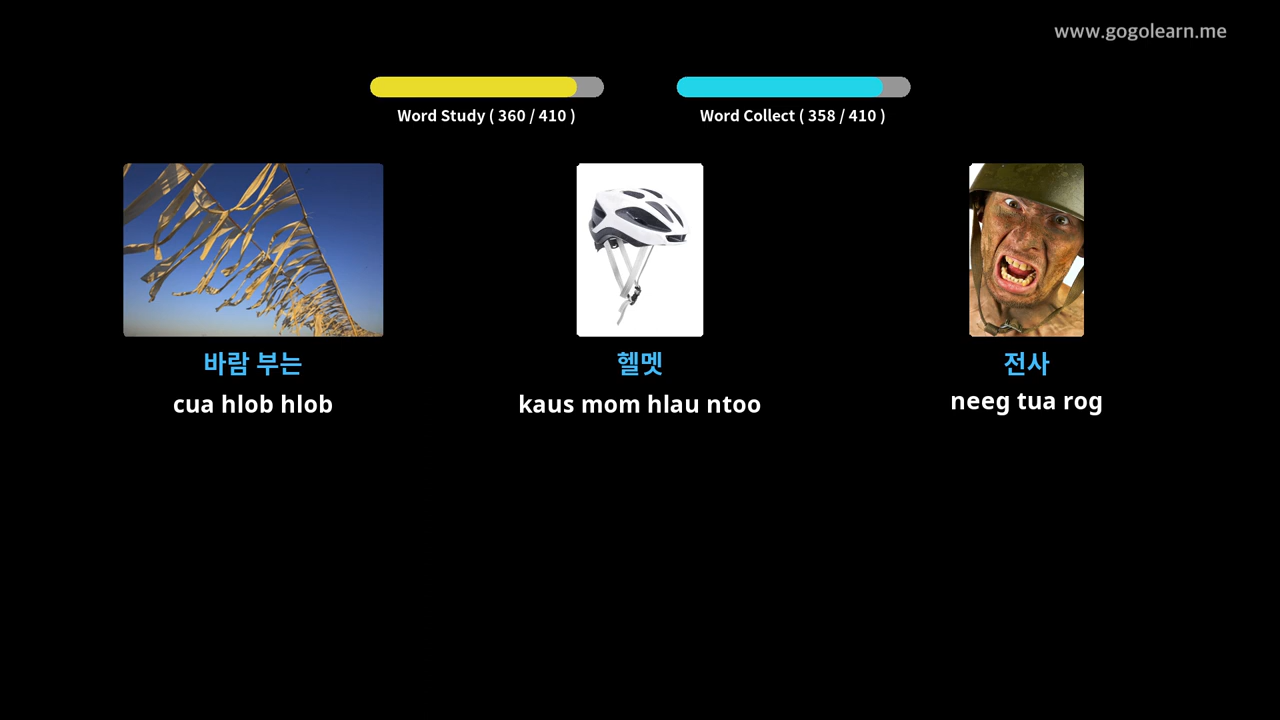 www.gogolearn.me
Word Study ( 360 / 410 )
Word Collect ( 358 / 410 )
바람 부는
cua hlob hlob
헬멧
kaus mom hlau ntoo
전사
neeg tua rog